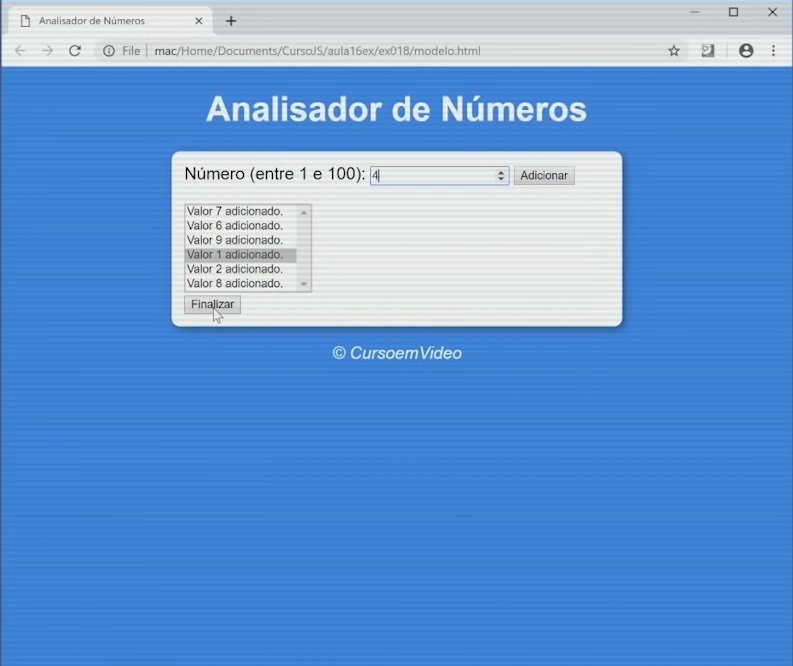 Analisador de Números
File | mac/Home/Documents/CursoJS/aula16ex/ex018/modelo.html
Analisador de Números
Número (entre 1 e 100): 4 Adicionar
Valor 7 adicionado.
Valor 6 adicionado.
Valor 9 adicionado.
Valor 1 adicionado.
Valor 2 adicionado.
Valor 8 adicionado.
Finalizar
© CursoemVideo